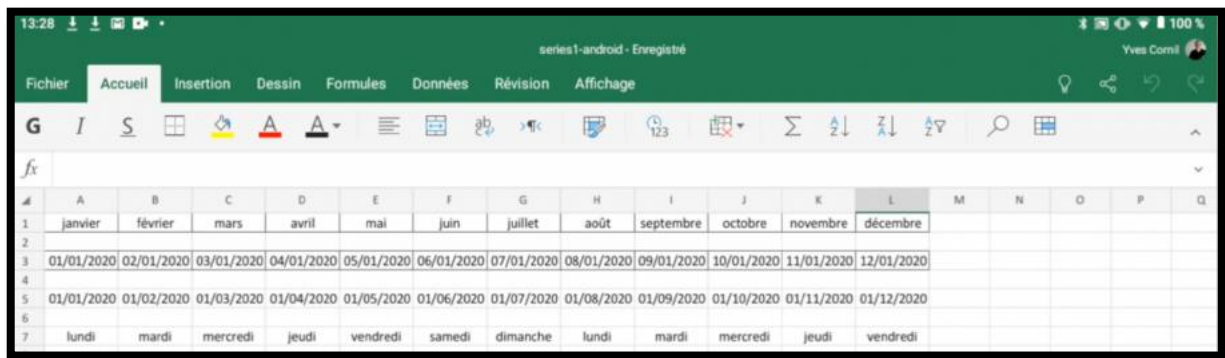 13:28 100 %
series1-android - Enregistré Yves Cornil
Fichier Accueil Insertion Dessin Formules Données Révision Affichage
G I S A A ab c 123 Σ A Z Z A A Z
fx
A B C D E F G H I J K L M N O P Q
1 janvier février mars avril mai juin juillet août septembre octobre novembre décembre
2
3 01/01/2020 02/01/2020 03/01/2020 04/01/2020 05/01/2020 06/01/2020 07/01/2020 08/01/2020 09/01/2020 10/01/2020 11/01/2020 12/01/2020
4
5 01/01/2020 01/02/2020 01/03/2020 01/04/2020 01/05/2020 01/06/2020 01/07/2020 01/08/2020 01/09/2020 01/10/2020 01/11/2020 01/12/2020
6
7 lundi mardi mercredi jeudi vendredi samedi dimanche lundi mardi mercredi jeudi vendredi